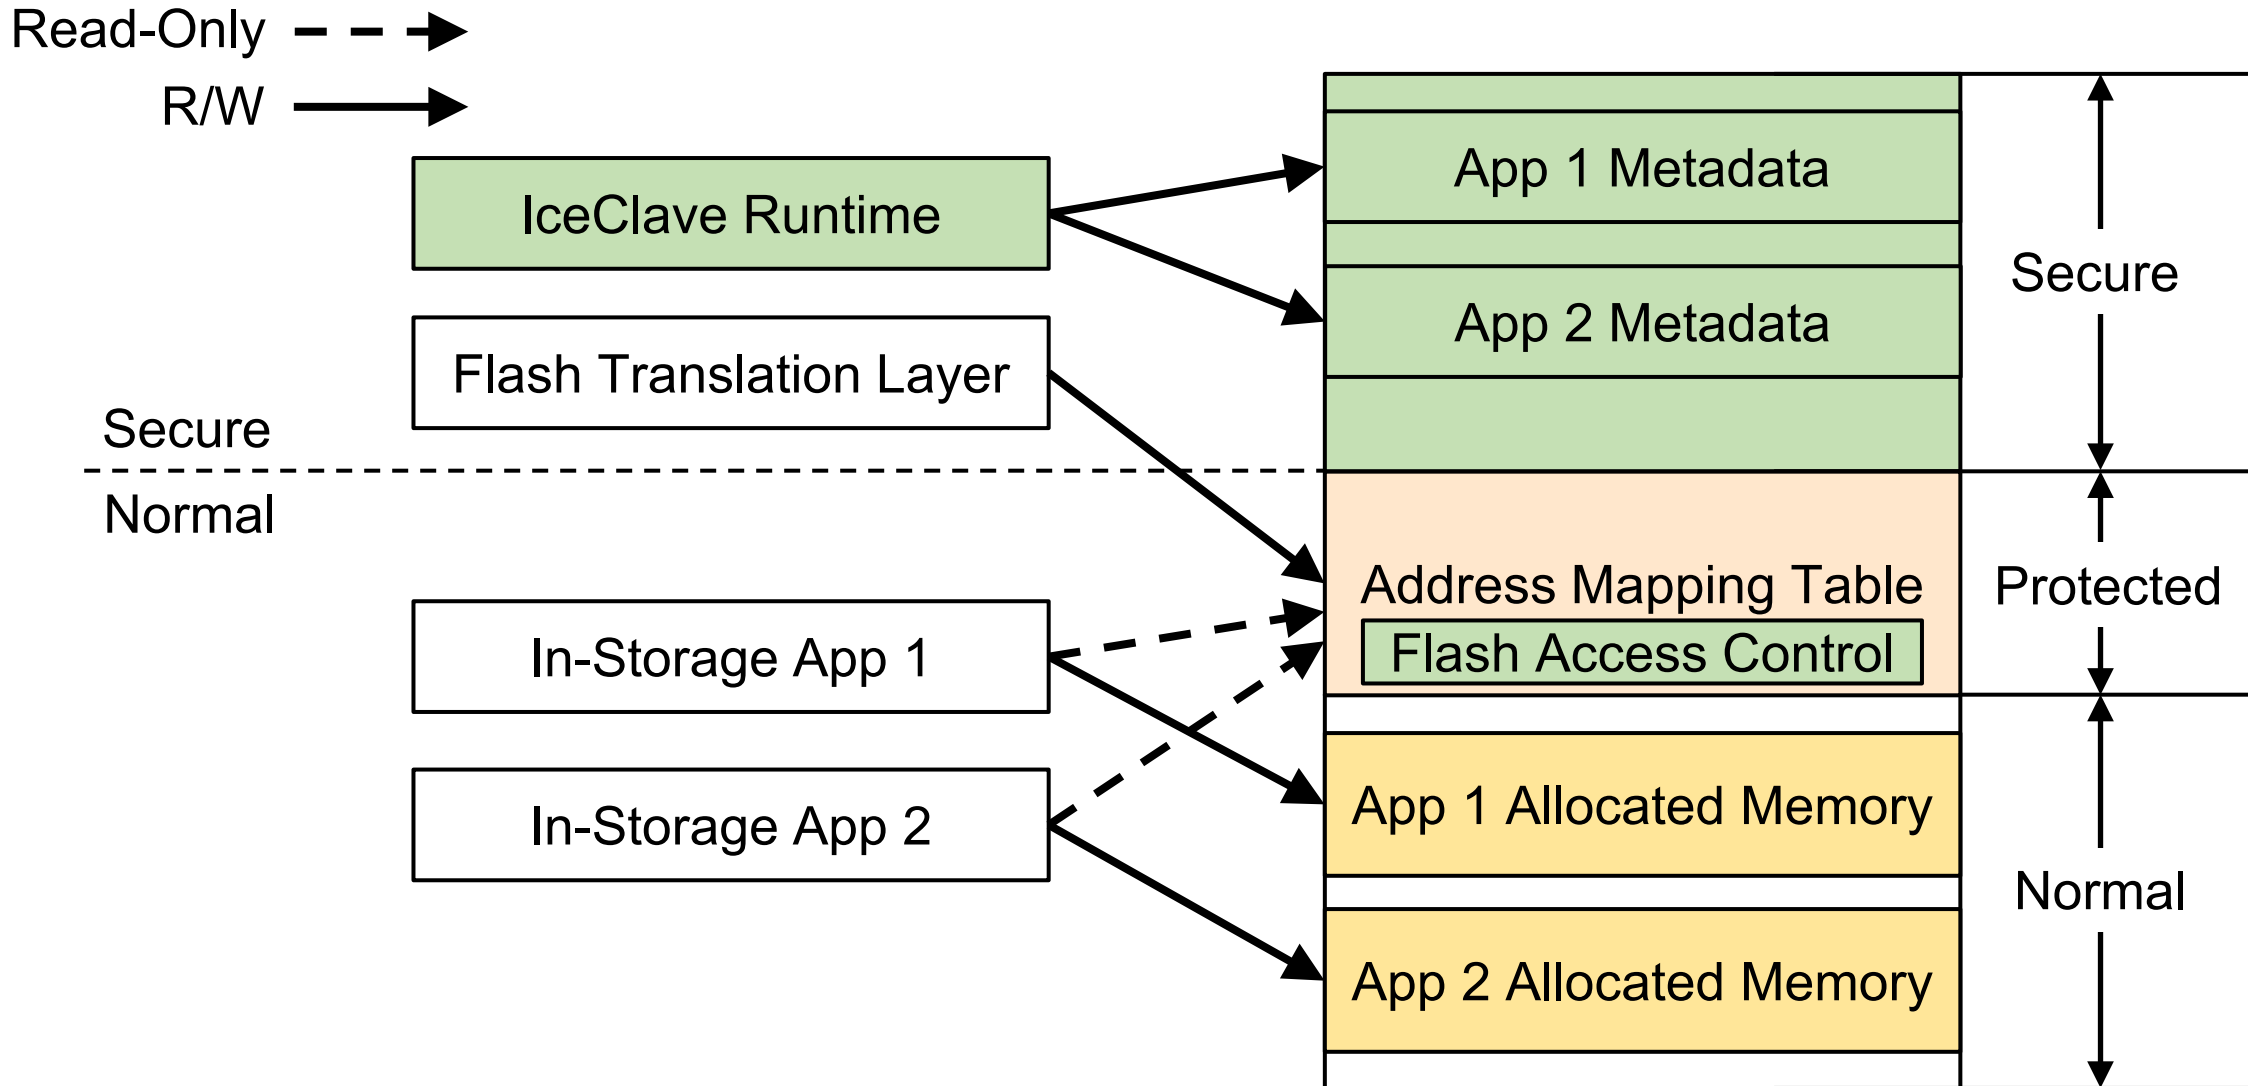 Read-Only
R/W
IceClave Runtime
Flash Translation Layer
Secure
Normal
In-Storage App 1
In-Storage App 2
App 1 Metadata
App 2 Metadata
Address Mapping Table
Flash Access Control
App 1 Allocated Memory
App 2 Allocated Memory
Secure
Protected
Normal